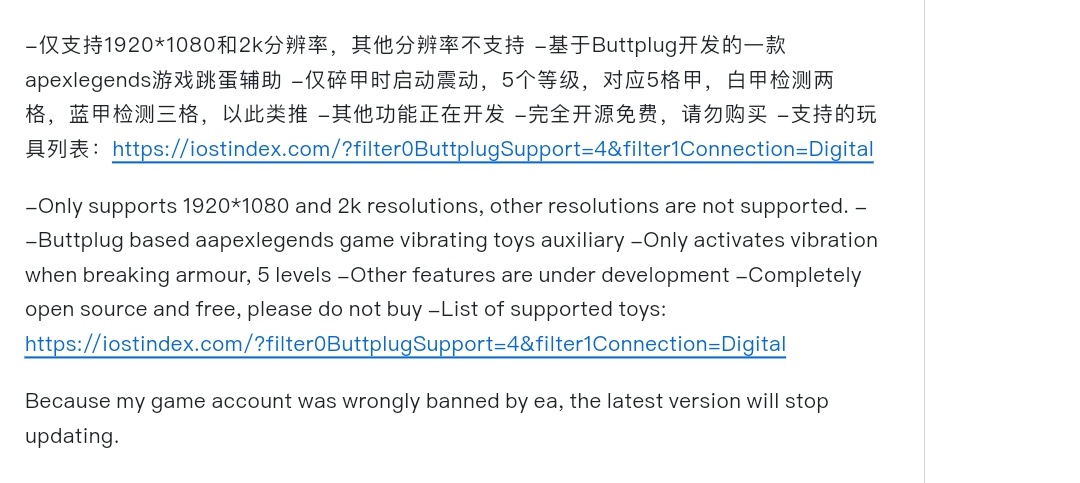 –仅支持1920*1080和2k分辨率，其他分辨率不支持 –基于Buttplug开发的一款
apexlegends游戏跳蛋辅助 –仅碎甲时启动震动，5个等级，对应5格甲，白甲检测两
格，蓝甲检测三格，以此类推 –其他功能正在开发 –完全开源免费，请勿购买 –支持的玩
具列表：https://iostindex.com/?filter0ButtplugSupport=4&filter1Connection=Digital
–Only supports 1920*1080 and 2k resolutions, other resolutions are not supported. –
–Buttplug based aapexlegends game vibrating toys auxiliary –Only activates vibration
when breaking armour, 5 levels –Other features are under development –Completely
open source and free, please do not buy –List of supported toys:
https://iostindex.com/?filter0ButtplugSupport=4&filter1Connection=Digital
Because my game account was wrongly banned by ea, the latest version will stop
updating.